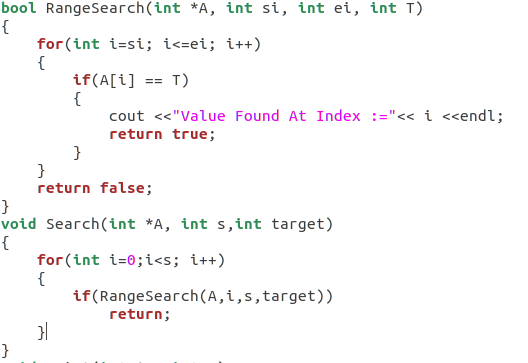 bool RangeSearch(int *A, int si, int ei, int T)
{
    for(int i=si; i<=ei; i++)
    {
        if(A[i] == T)
        {
            cout <<"Value Found At Index :="<< i <<endl;
            return true;
        }
    }
    return false;
}
void Search(int *A, int s,int target)
{
    for(int i=0;i<s; i++)
    {
        if(RangeSearch(A,i,s,target))
            return;
    }
}